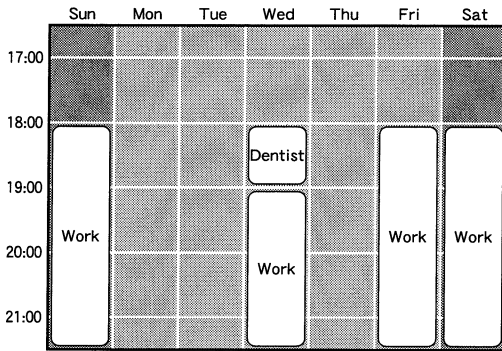 Sun Mon Tue Wed Thu Fri Sat
17:00
18:00
Dentist
19:00
Work Work Work
20:00
Work
21:00